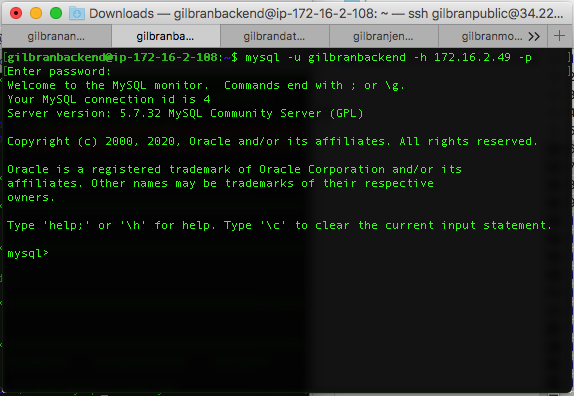 Downloads — gilbranbackend@ip-172-16-2-108: ~ — ssh gilbranpublic@34.22...
gilbranan... gilbranba... gilbrandat... gilbranjen... gilbranmo... >> +
[gilbranbackend@ip-172-16-2-108:~$ mysql -u gilbranbackend -h 172.16.2.49 -p ]
[Enter password: ]
Welcome to the MySQL monitor.  Commands end with ; or \g.
Your MySQL connection id is 4
Server version: 5.7.32 MySQL Community Server (GPL)
Copyright (c) 2000, 2020, Oracle and/or its affiliates. All rights reserved.
Oracle is a registered trademark of Oracle Corporation and/or its
affiliates. Other names may be trademarks of their respective
owners.
Type 'help;' or '\h' for help. Type '\c' to clear the current input statement.
mysql>